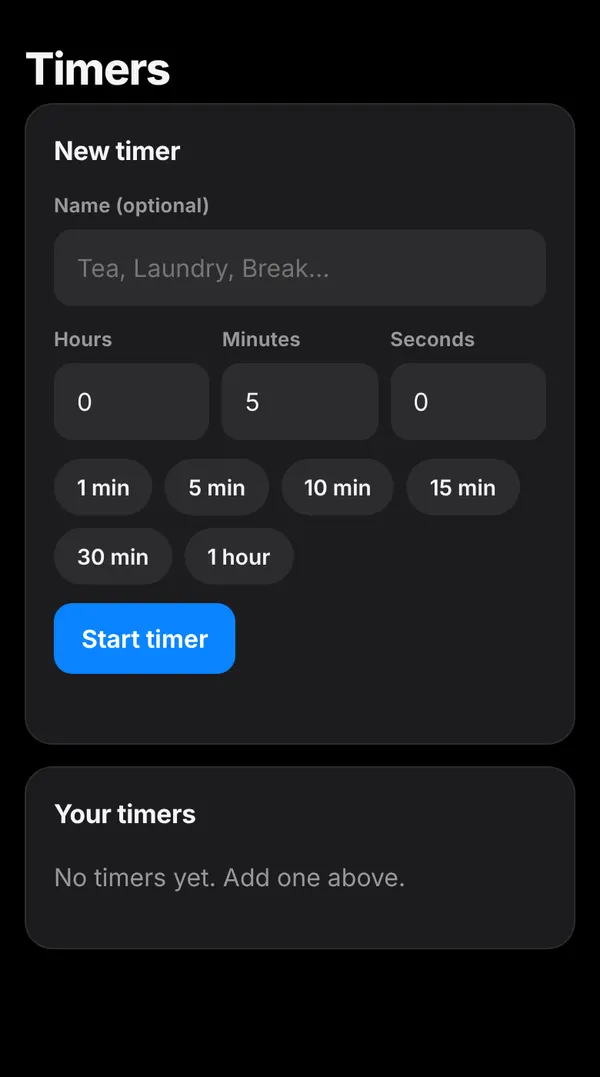 Timers
New timer
Name (optional)
Tea, Laundry, Break...
Hours Minutes Seconds
0 5 0
1 min 5 min 10 min 15 min
30 min 1 hour
Start timer
Your timers
No timers yet. Add one above.